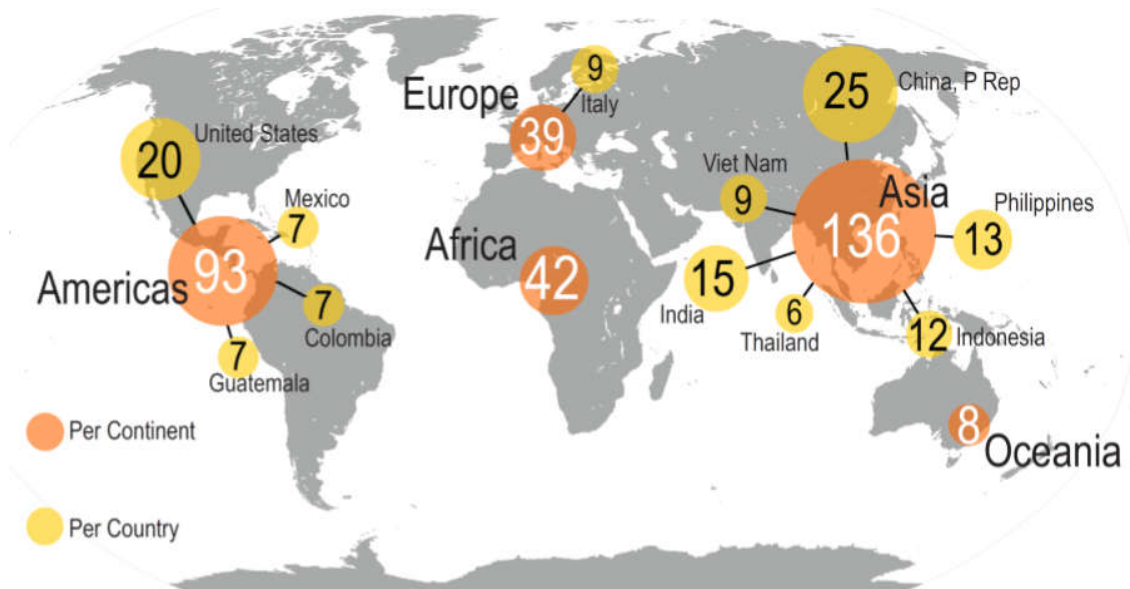 9
Europe
Italy
39
25
China, P Rep
United States
20
Viet Nam
9
Asia
136
Philippines
13
Mexico
7
Africa
42
Americas
93
15
India
7
Colombia
6
Thailand
12
Indonesia
7
Guatemala
8
Oceania
Per Continent
Per Country